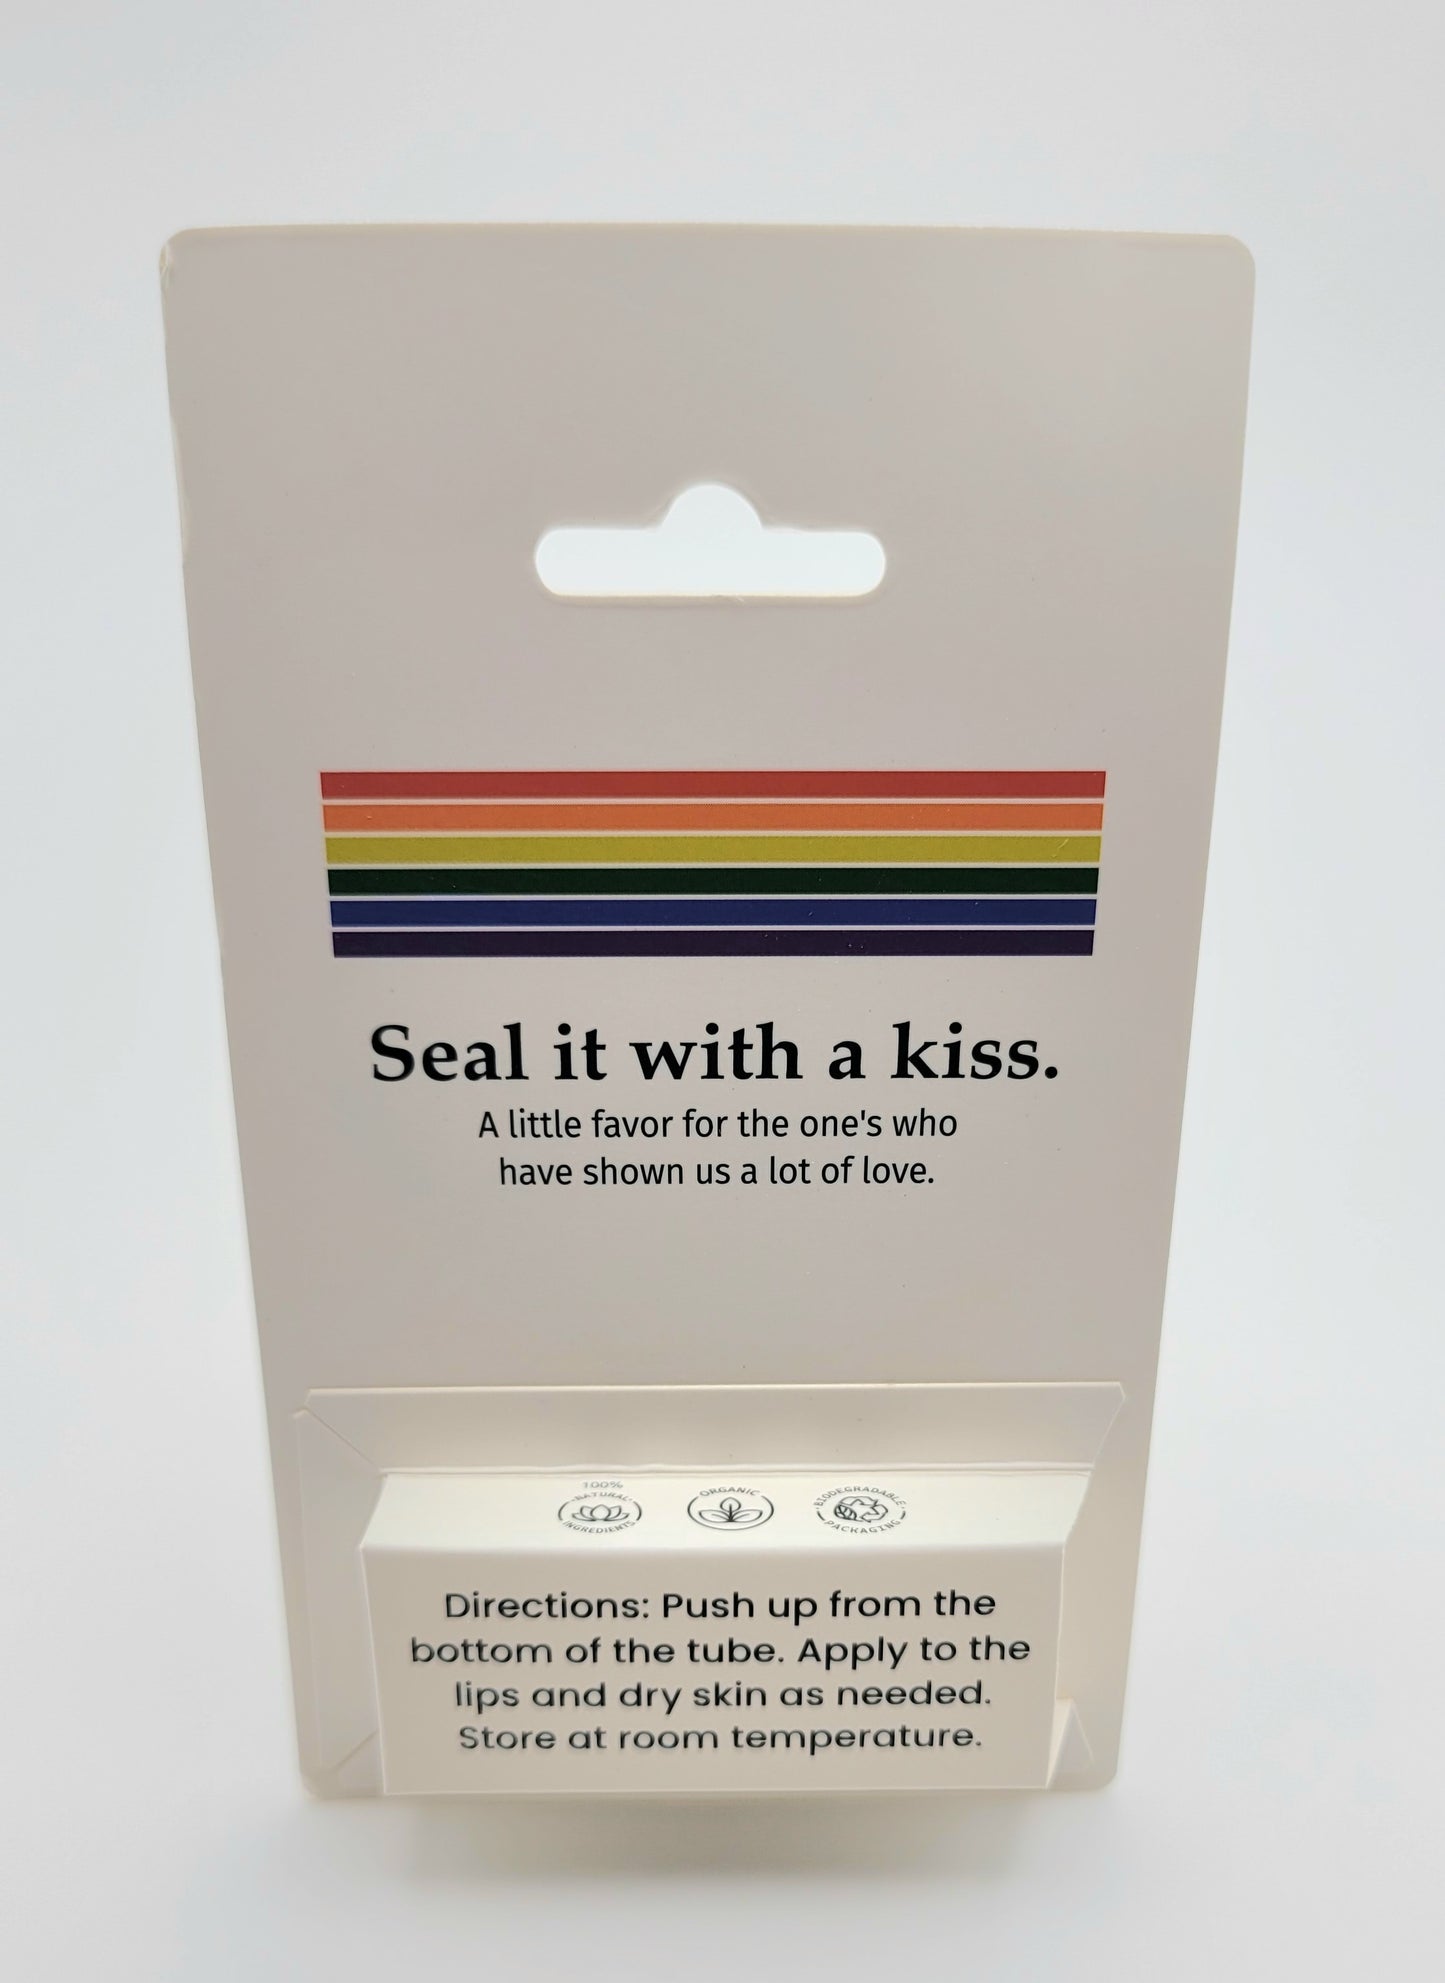 Seal it with a kiss.
A little favor for the one's who
have shown us a lot of love.
100%
NATURAL
INGREDIENTS
ORGANIC
BIODEGRADABLE
PACKAGING
Directions: Push up from the
bottom of the tube. Apply to the
lips and dry skin as needed.
Store at room temperature.